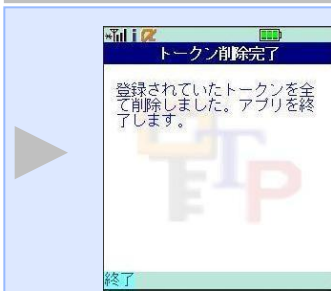 トークン削除完了
登録されていたトークンを全
て削除しました。アプリを終
了します。
TP
終了